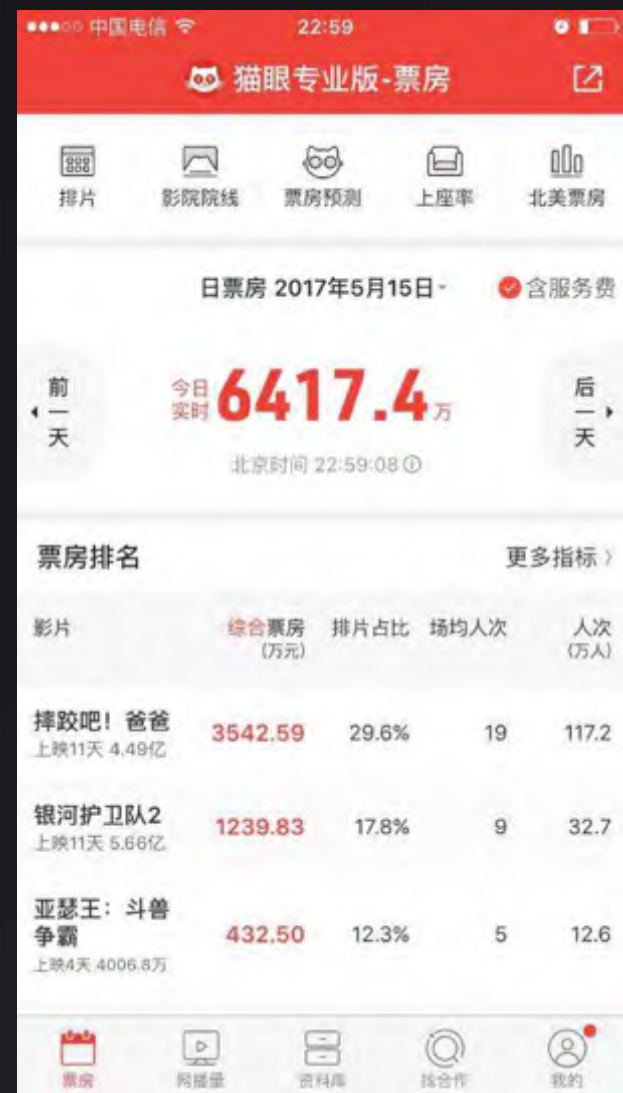 中国电信 22:59
猫眼专业版-票房
排片 影院院线 票房预测 上座率 北美票房
日票房 2017年5月15日 含服务费
前一天
今日实时 6417.4 万
后一天
北京时间 22:59:08
票房排名 更多指标
影片 综合票房(万元) 排片占比 场均人次 人次(万人)
摔跤吧！爸爸 3542.59 29.6% 19 117.2
上映11天 4.49亿
银河护卫队2 1239.83 17.8% 9 32.7
上映11天 5.66亿
亚瑟王：斗兽
争霸 432.50 12.3% 5 12.6
上映4天 4006.8万
票房 网播量 资料库 找合作 我的